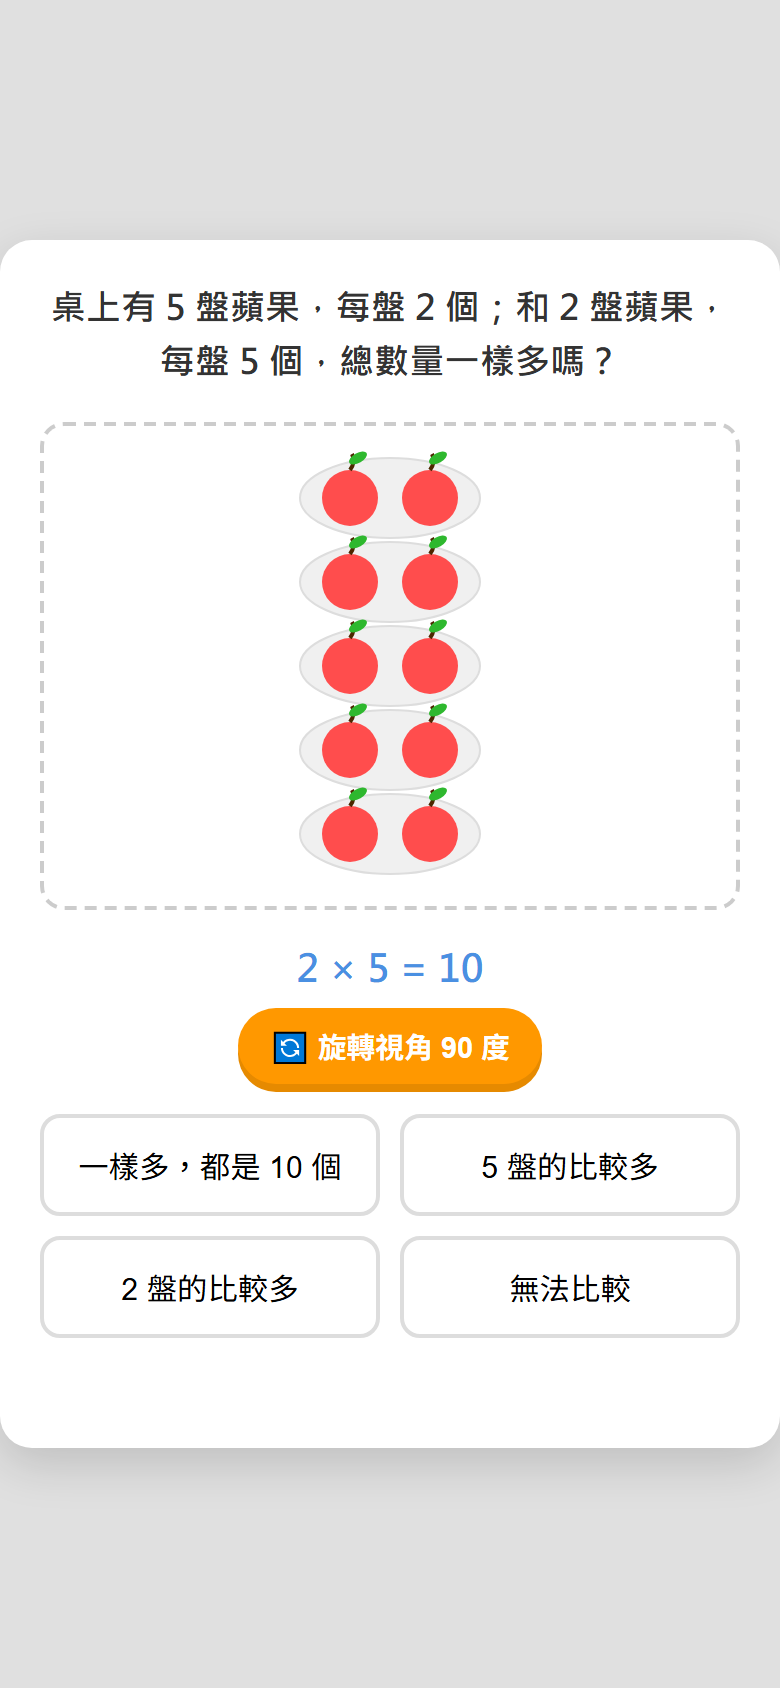 桌上有 5 盤蘋果，每盤 2 個；和 2 盤蘋果，
每盤 5 個，總數量一樣多嗎？
2 × 5 = 10
旋轉視角 90 度
一樣多，都是 10 個
5 盤的比較多
2 盤的比較多
無法比較